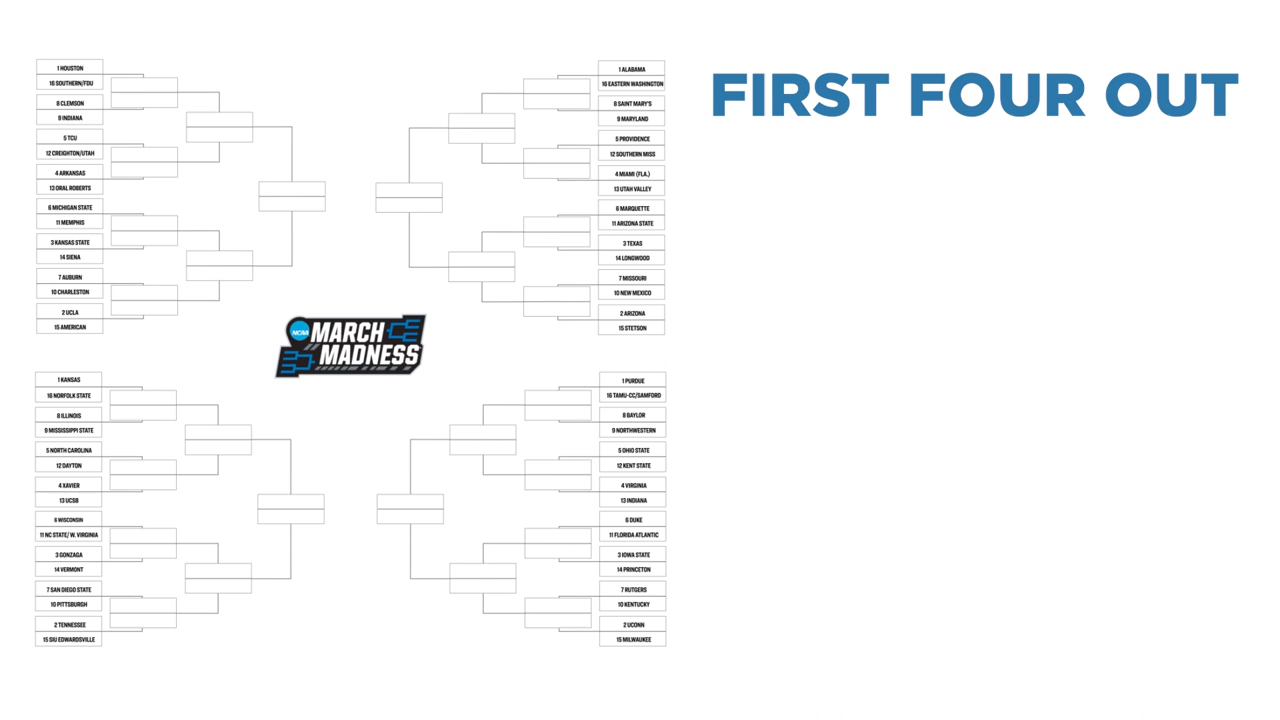 FIRST FOUR OUT
1 HOUSTON
16 SOUTHERN/FDU
8 CLEMSON
9 INDIANA
5 TCU
12 CREIGHTON/UTAH
4 ARKANSAS
13 ORAL ROBERTS
6 MICHIGAN STATE
11 MEMPHIS
3 KANSAS STATE
14 SIENA
7 AUBURN
10 CHARLESTON
2 UCLA
15 AMERICAN
1 ALABAMA
16 EASTERN WASHINGTON
8 SAINT MARY'S
9 MARYLAND
5 PROVIDENCE
12 SOUTHERN MISS
4 MIAMI (FLA.)
13 UTAH VALLEY
6 MARQUETTE
11 ARIZONA STATE
3 TEXAS
14 LONGWOOD
7 MISSOURI
10 NEW MEXICO
2 ARIZONA
15 STETSON
NCAA
MARCH
MADNESS
1 KANSAS
16 NORFOLK STATE
8 ILLINOIS
9 MISSISSIPPI STATE
5 NORTH CAROLINA
12 DAYTON
4 XAVIER
13 UCSB
6 WISCONSIN
11 NC STATE/ W. VIRGINIA
3 GONZAGA
14 VERMONT
7 SAN DIEGO STATE
10 PITTSBURGH
2 TENNESSEE
15 SIU EDWARDSVILLE
1 PURDUE
16 TAMU-CC/SAMFORD
8 BAYLOR
9 NORTHWESTERN
5 OHIO STATE
12 KENT STATE
4 VIRGINIA
13 INDIANA
6 DUKE
11 FLORIDA ATLANTIC
3 IOWA STATE
14 PRINCETON
7 RUTGERS
10 KENTUCKY
2 UCONN
15 MILWAUKEE